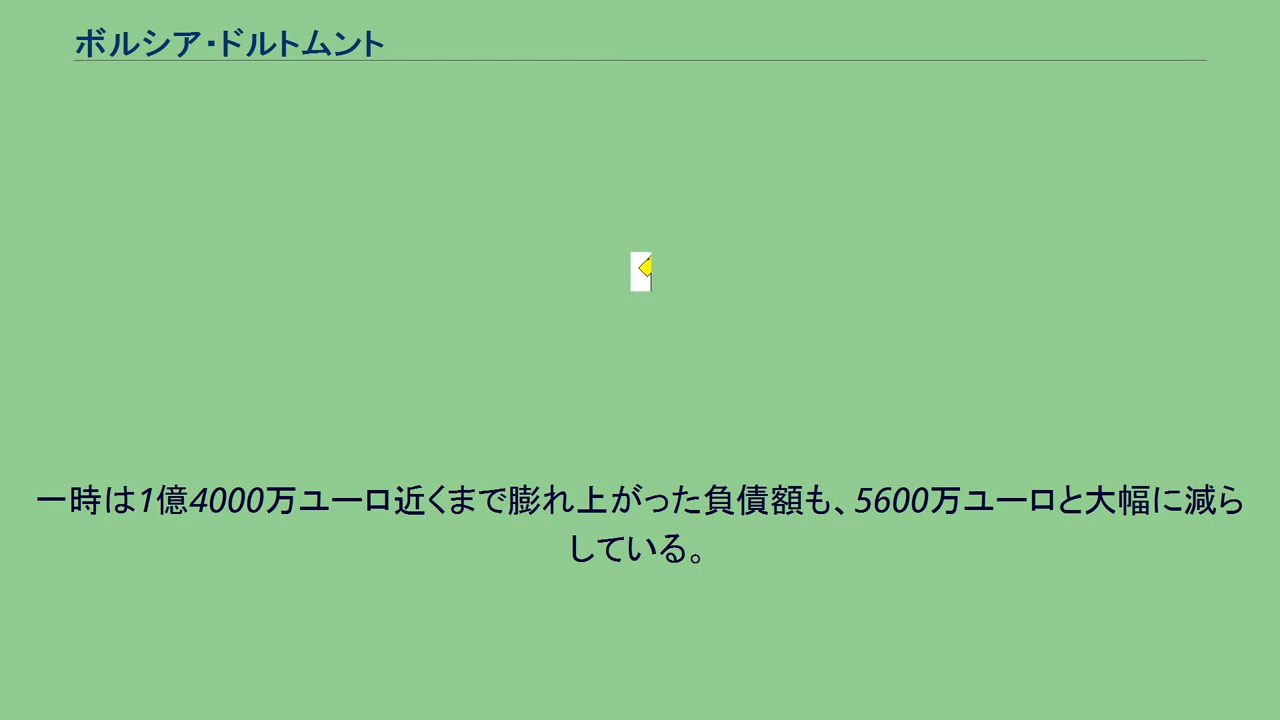 ボルシア・ドルトムント
一時は1億4000万ユーロ近くまで膨れ上がった負債額も、5600万ユーロと大幅に減ら
している。